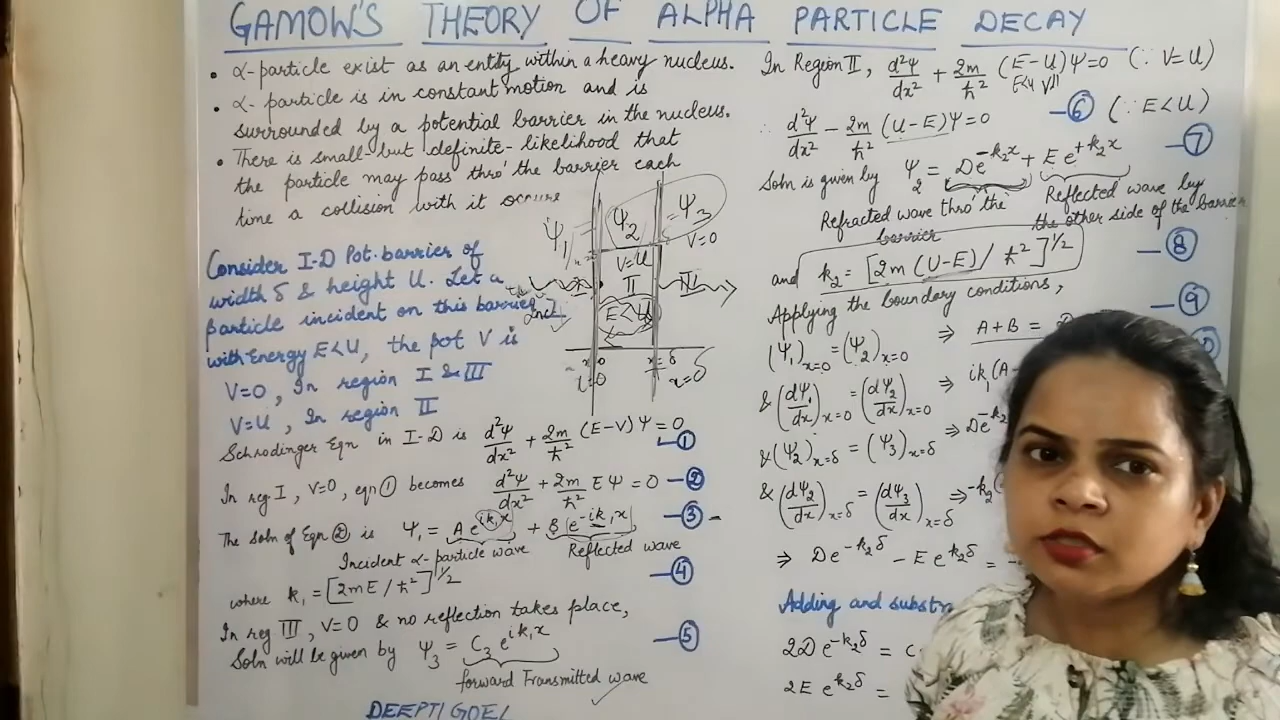 GAMOW'S THEORY OF ALPHA PARTICLE DECAY
• α-particle exist as an entity within a heavy nucleus.
• α-particle is in constant motion and is
surrounded by a potential barrier in the nucleus.
• There is small but definite-likelihood that
the particle may pass thro' the barrier each
time a collision with it occurs
Consider I-D Pot. barrier of
width δ & height U. Let a
particle incident on this barrier
with Energy E<U, the pot V is
V=0, In region I & III
V=U, In region II
Ψ₁ Ψ₂ Ψ₃
V=U V=0
I II III
E<U
x=δ
Schrodinger Eqn in I-D is d²Ψ/dx² + 2m/ħ² (E-V)Ψ = 0 —①
In reg I, V=0, eqn ① becomes d²Ψ/dx² + 2m/ħ² EΨ = 0 —②
The soln of Eqn ② is Ψ₁ = A e^{ik₁x} + B e^{-ik₁x} —③
Incident α-particle wave Reflected wave
where k₁ = [2mE/ħ²]^{1/2} —④
In reg III, V=0 & no reflection takes place,
Soln will be given by Ψ₃ = C₃ e^{ik₁x} —⑤
forward Transmitted wave
DEEPTI GOEL
In Region II, d²Ψ/dx² + 2m/ħ² (E-U)Ψ=0 (∵ V=U)
∴ d²Ψ/dx² - 2m/ħ² (U-E)Ψ=0 —⑥ (∵ E<U)
Soln is given by Ψ₂ = De^{-k₂x} + E e^{+k₂x} —⑦
Refracted wave thro' the barrier
Reflected wave by the other side of the barrier
and k₂ = [2m(U-E)/ħ²]^{1/2} —⑧
Applying the boundary conditions, —⑨
(Ψ₁)x=0 = (Ψ₂)x=0 ⇒ A+B =
& (dΨ₁/dx)x=0 = (dΨ₂/dx)x=0 ⇒ ik₁(A-
& (Ψ₂)x=δ = (Ψ₃)x=δ ⇒ De^{-k₂
& (dΨ₂/dx)x=δ = (dΨ₃/dx)x=δ ⇒ -k₂(
⇒ De^{-k₂δ} - E e^{k₂δ} =
Adding and substr
2De^{-k₂δ} = C
2E e^{k₂δ} =